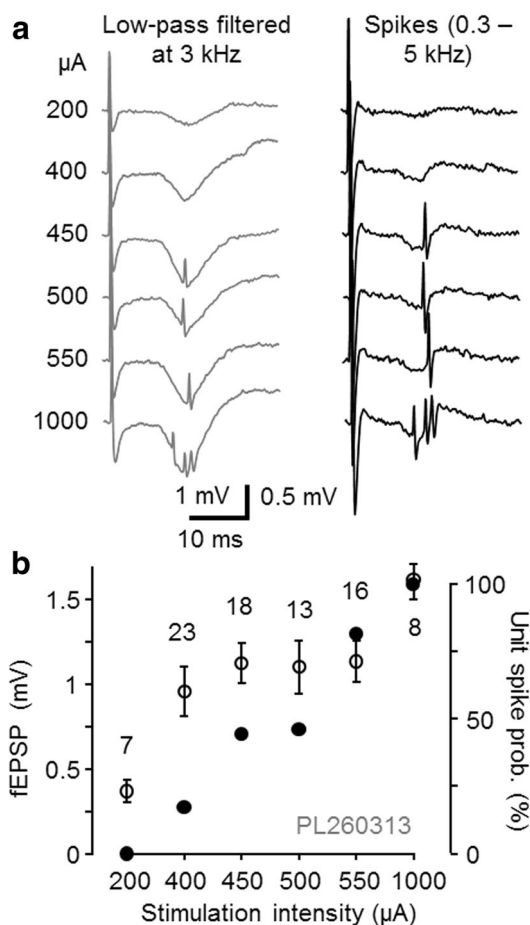 a
Low-pass filtered at 3 kHz
Spikes (0.3 – 5 kHz)
µA
200
400
450
500
550
1000
1 mV
0.5 mV
10 ms
b
fEPSP (mV)
1.5
1
0.5
0
7
23
18
13
16
8
100
50
0
Unit spike prob. (%)
PL260313
200 400 450 500 550 1000
Stimulation intensity (µA)